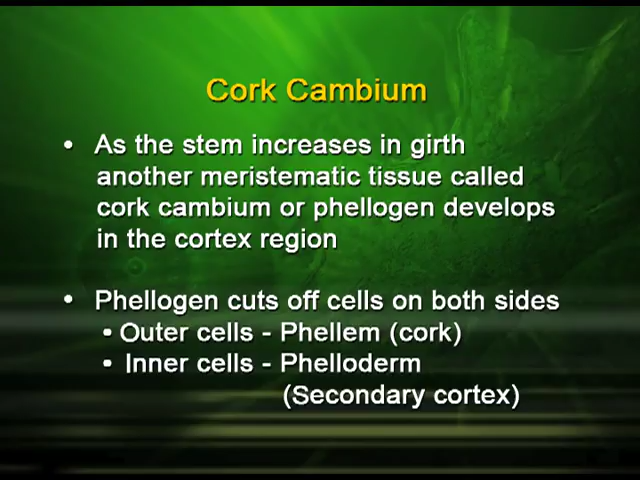 Cork Cambium
• As the stem increases in girth
another meristematic tissue called
cork cambium or phellogen develops
in the cortex region
• Phellogen cuts off cells on both sides
• Outer cells - Phellem (cork)
• Inner cells - Phelloderm
(Secondary cortex)